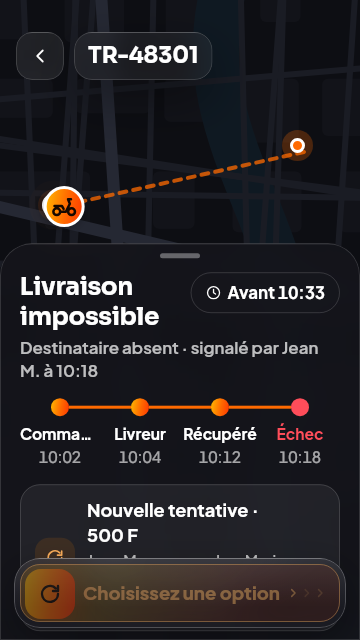 TR-48301
Livraison
impossible
Avant 10:33
Destinataire absent · signalé par Jean
M. à 10:18
Comma…
Livreur
Récupéré
Échec
10:02
10:04
10:12
10:18
Nouvelle tentative ·
500 F
Choisissez une option